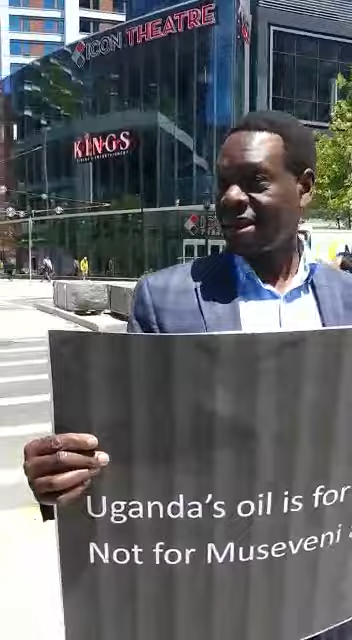 ICON THEATRE
KINGS
Uganda's oil is for
Not for Museveni